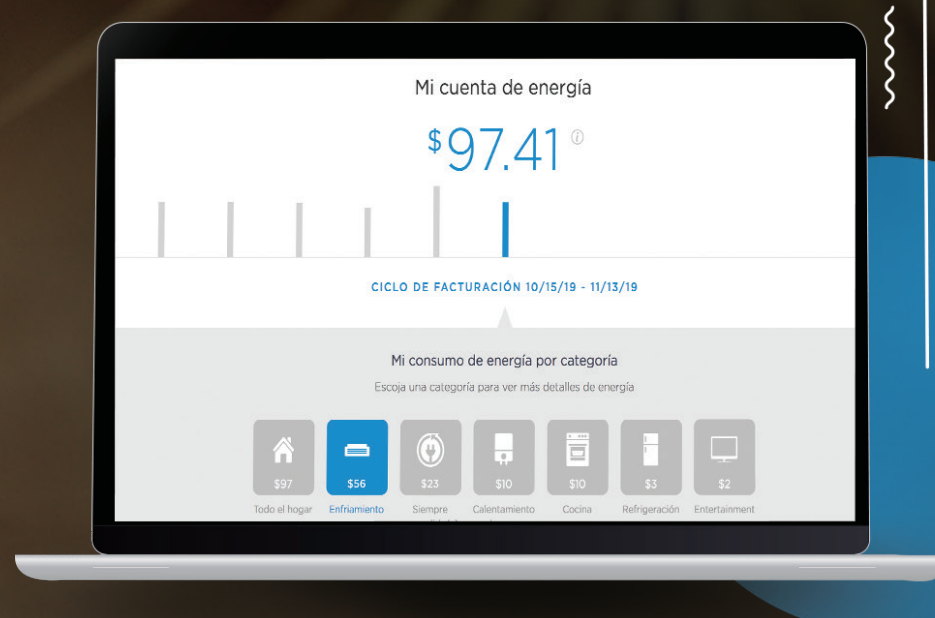 Mi cuenta de energía
$97.41
CICLO DE FACTURACIÓN 10/15/19 - 11/13/19
Mi consumo de energía por categoría
Escoja una categoría para ver más detalles de energía
$97 $56 $23 $10 $10 $3 $2
Todo el hogar Enfriamiento Siempre Calentamiento Cocina Refrigeración Entertainment